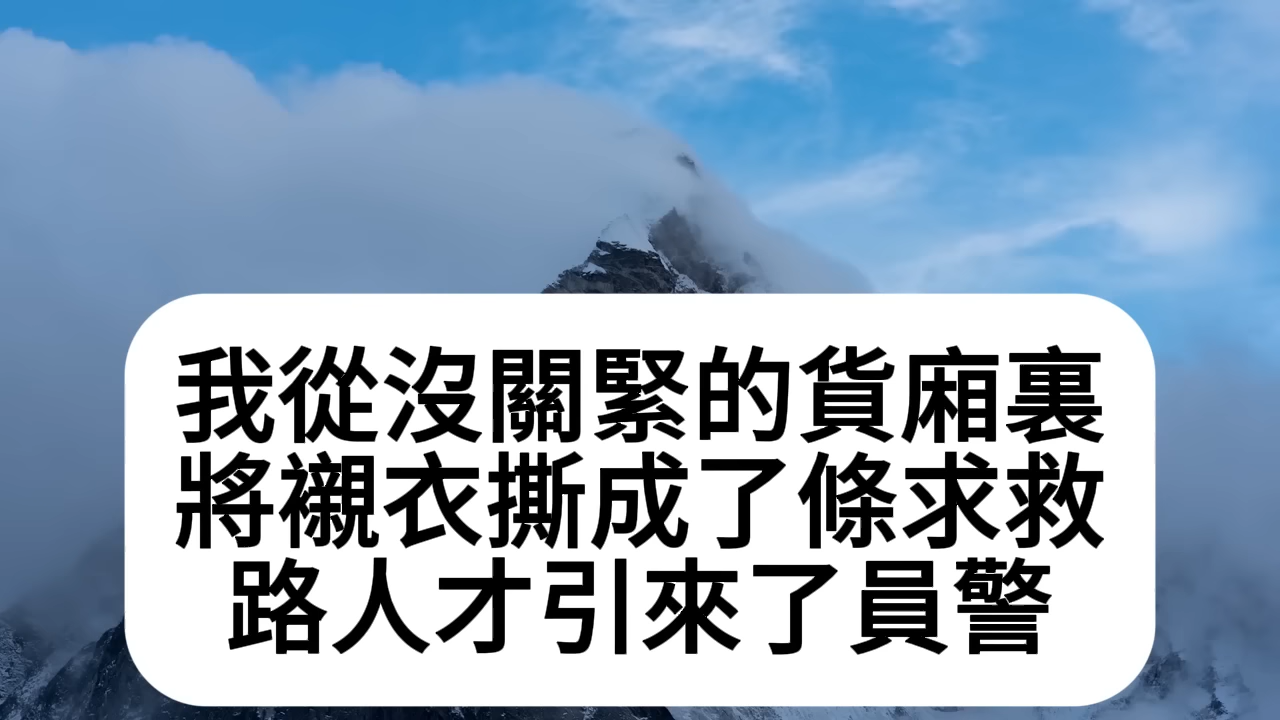 我從沒關緊的貨廂裏
將襯衣撕成了條求救
路人才引來了員警